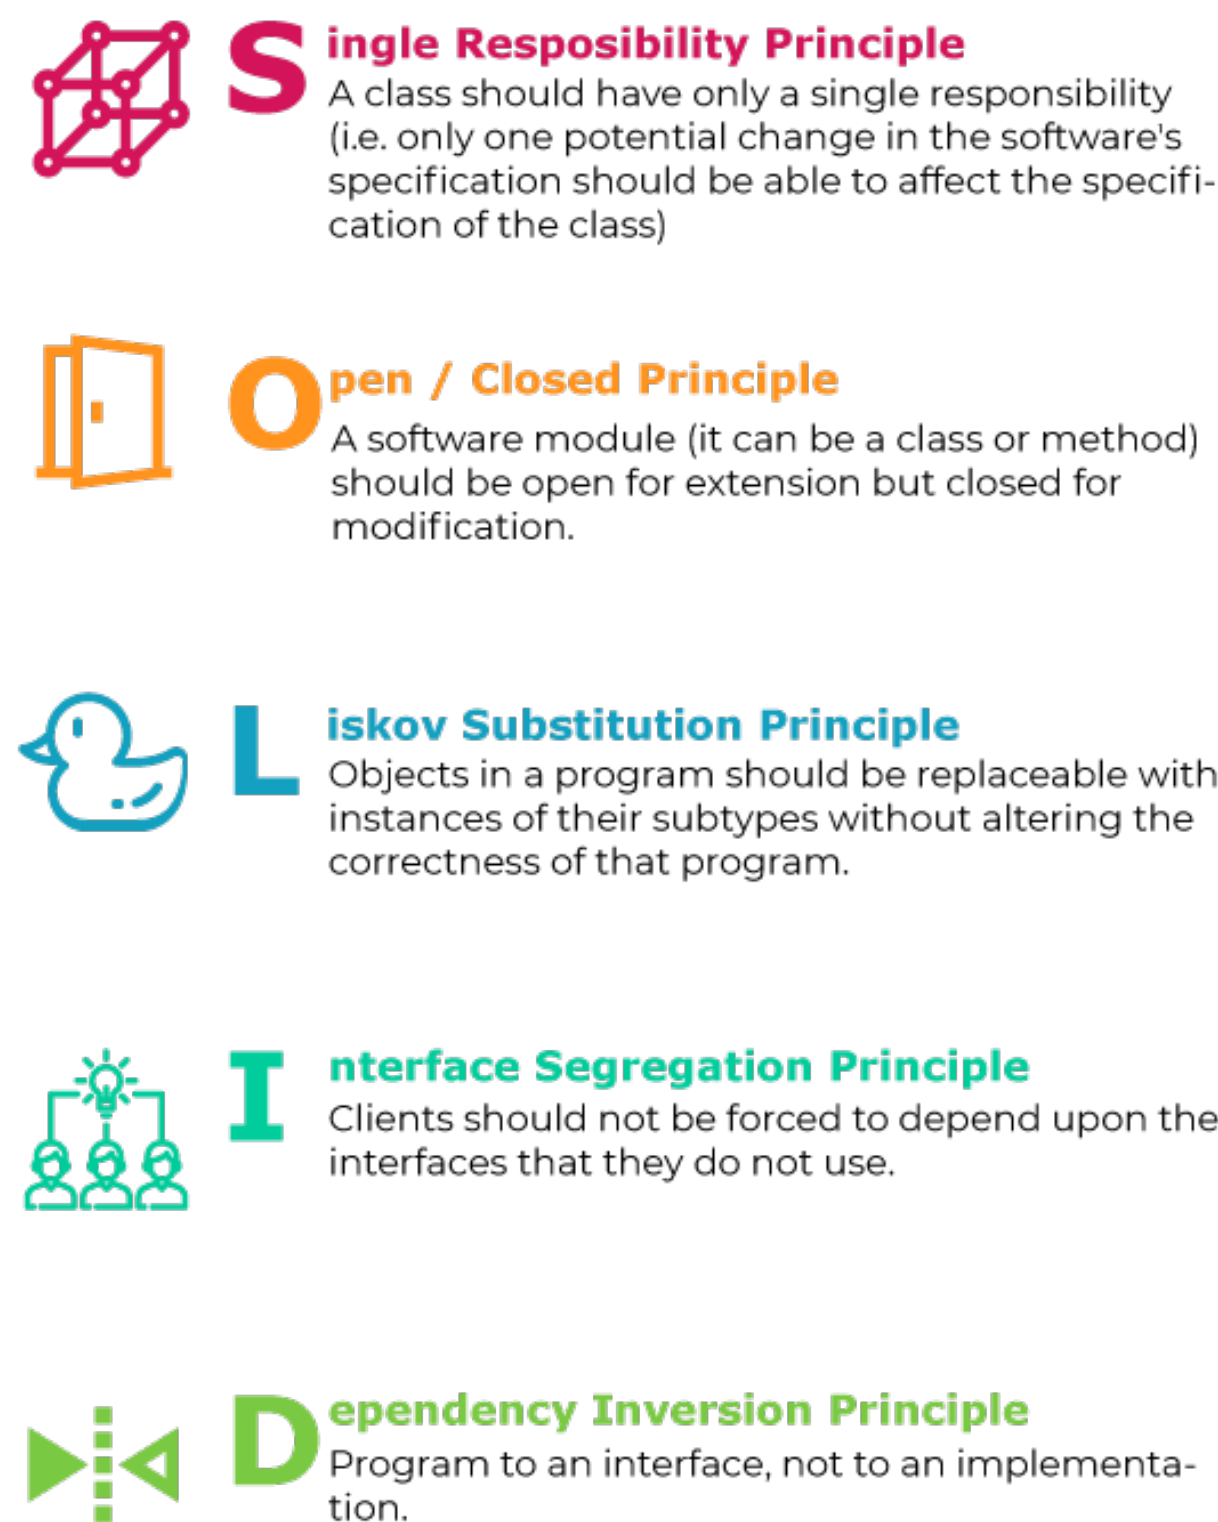 Single Resposibility Principle
A class should have only a single responsibility
(i.e. only one potential change in the software's
specification should be able to affect the specifi-
cation of the class)
Open / Closed Principle
A software module (it can be a class or method)
should be open for extension but closed for
modification.
Liskov Substitution Principle
Objects in a program should be replaceable with
instances of their subtypes without altering the
correctness of that program.
Interface Segregation Principle
Clients should not be forced to depend upon the
interfaces that they do not use.
Dependency Inversion Principle
Program to an interface, not to an implementa-
tion.